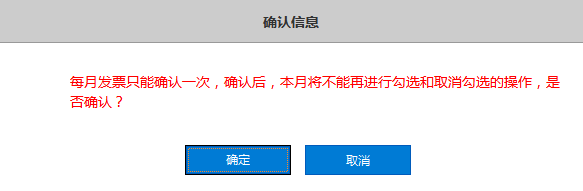 确认信息
每月发票只能确认一次，确认后，本月将不能再进行勾选和取消勾选的操作，是
否确认？
确定
取消